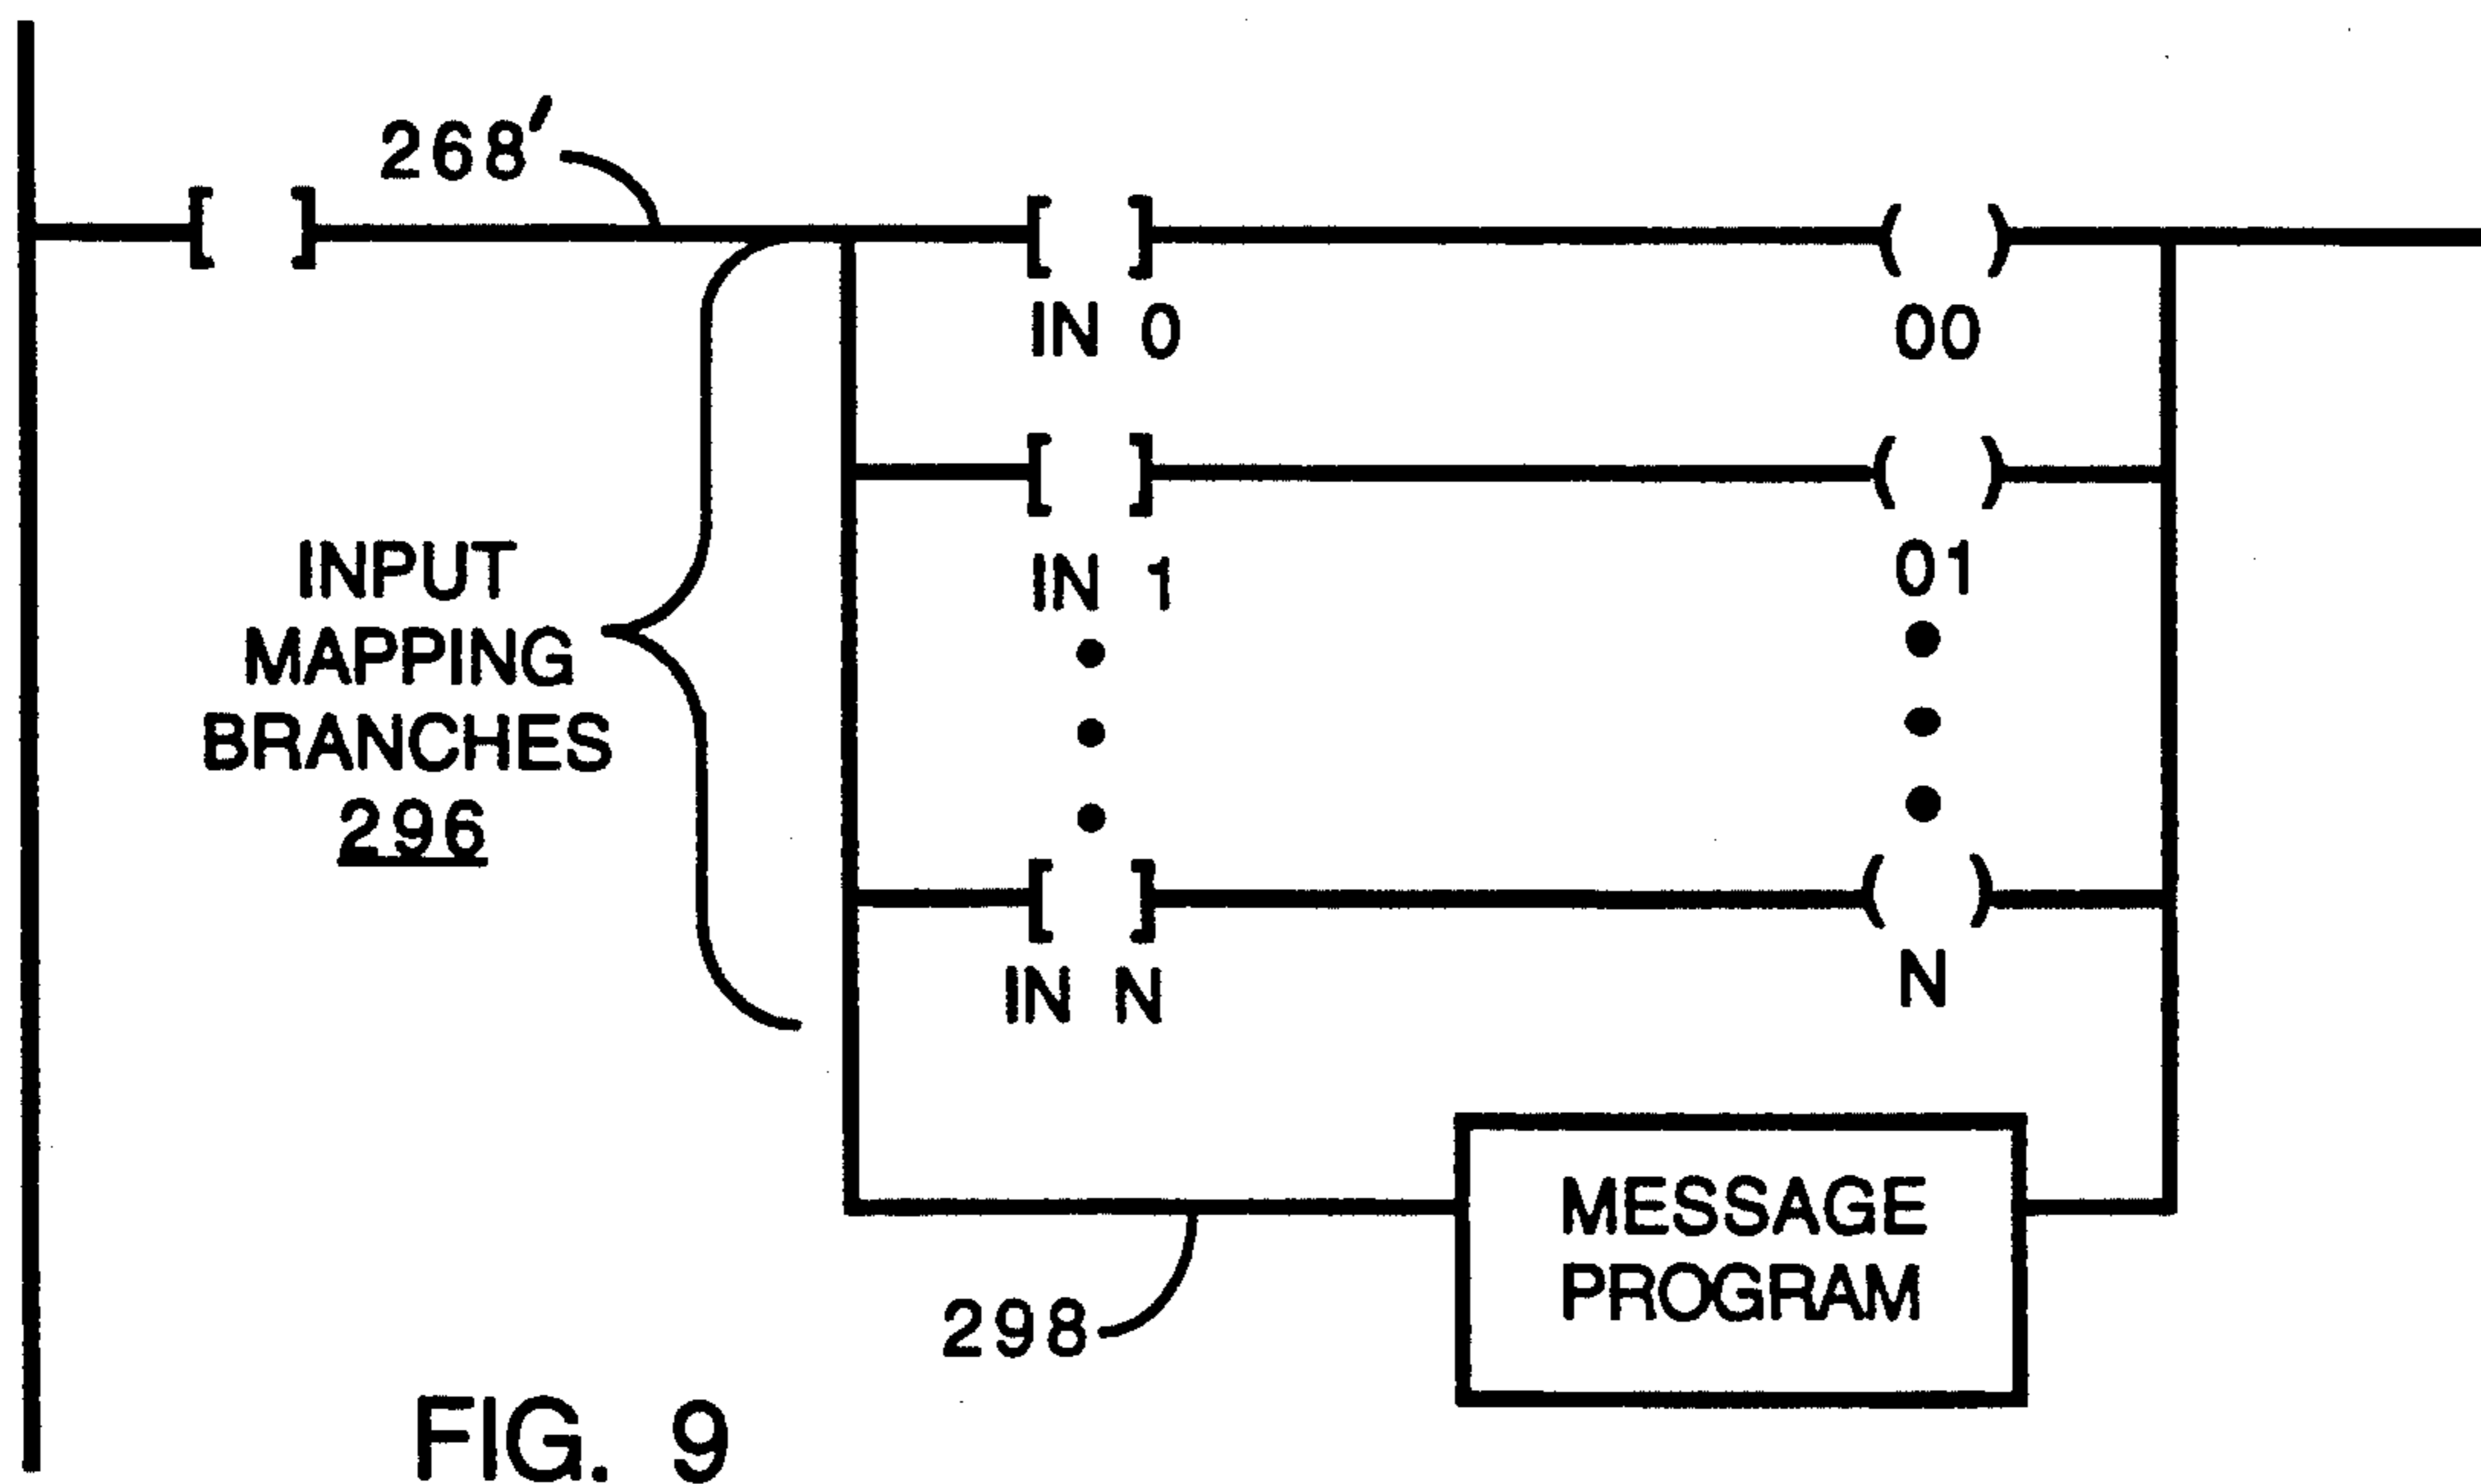 268′
IN 0
00
IN 1
01
INPUT
MAPPING
BRANCHES
296
IN N
N
MESSAGE
PROGRAM
298
FIG. 9